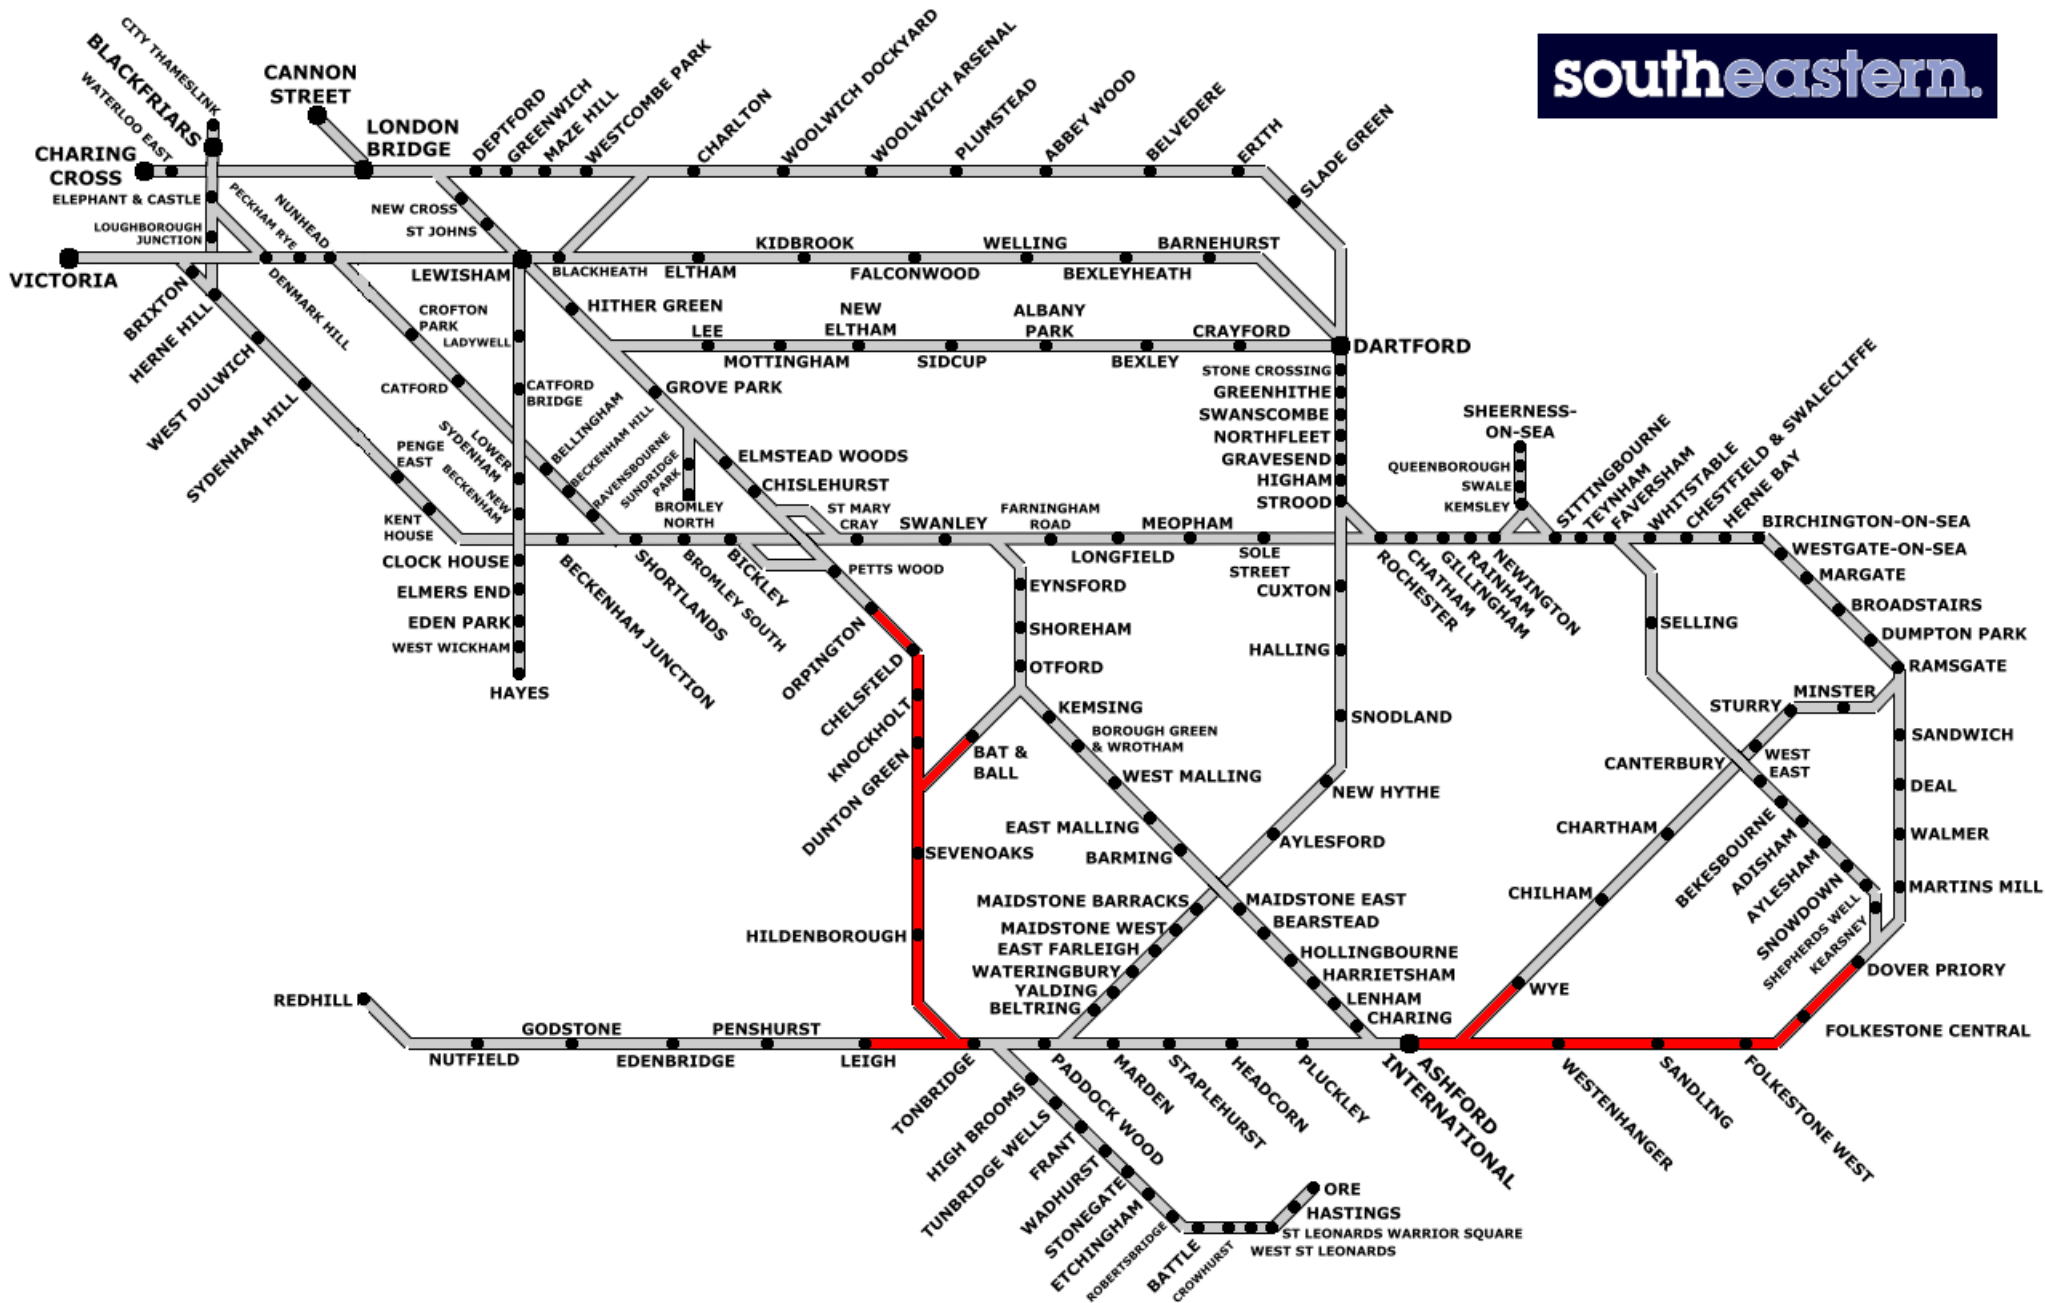 southeastern.
CITY THAMESLINK
BLACKFRIARS
WATERLOO EAST
CANNON
STREET
LONDON
BRIDGE
CHARING
CROSS
ELEPHANT & CASTLE
LOUGHBOROUGH
JUNCTION
PECKHAM RYE
NUNHEAD
VICTORIA
DEPTFORD
GREENWICH
MAZE HILL
WESTCOMBE PARK
CHARLTON
WOOLWICH DOCKYARD
WOOLWICH ARSENAL
PLUMSTEAD
ABBEY WOOD
BELVEDERE
ERITH
SLADE GREEN
NEW CROSS
ST JOHNS
LEWISHAM
BLACKHEATH
ELTHAM
KIDBROOK
FALCONWOOD
WELLING
BEXLEYHEATH
BARNEHURST
BRIXTON
HERNE HILL
DENMARK HILL
WEST DULWICH
SYDENHAM HILL
CROFTON
PARK
LADYWELL
CATFORD
CATFORD
BRIDGE
HITHER GREEN
LEE
MOTTINGHAM
NEW
ELTHAM
SIDCUP
ALBANY
PARK
BEXLEY
CRAYFORD
DARTFORD
GROVE PARK
STONE CROSSING
GREENHITHE
SWANSCOMBE
NORTHFLEET
GRAVESEND
HIGHAM
STROOD
PENGE
EAST
KENT
HOUSE
LOWER
SYDENHAM
NEW
BECKENHAM
BELLINGHAM
BECKENHAM HILL
RAVENSBOURNE
SUNDRIDGE
PARK
BROMLEY
NORTH
ELMSTEAD WOODS
CHISLEHURST
ST MARY
CRAY
SWANLEY
FARNINGHAM
ROAD
LONGFIELD
MEOPHAM
SOLE
STREET
SHEERNESS-
ON-SEA
QUEENBOROUGH
SWALE
KEMSLEY
SITTINGBOURNE
TEYNHAM
FAVERSHAM
WHITSTABLE
CHESTFIELD & SWALECLIFFE
HERNE BAY
BIRCHINGTON-ON-SEA
WESTGATE-ON-SEA
MARGATE
BROADSTAIRS
DUMPTON PARK
RAMSGATE
CLOCK HOUSE
ELMERS END
EDEN PARK
WEST WICKHAM
HAYES
BECKENHAM JUNCTION
SHORTLANDS
BROMLY SOUTH
BICKLEY
PETTS WOOD
ORPINGTON
CHELSFIELD
KNOCKHOLT
DUNTON GREEN
EYNSFORD
SHOREHAM
OTFORD
BAT &
BALL
KEMSING
BOROUGH GREEN
& WROTHAM
WEST MALLING
EAST MALLING
BARMING
CUXTON
HALLING
SNODLAND
NEW HYTHE
AYLESFORD
ROCHESTER
CHATHAM
GILLINGHAM
RAINHAM
NEWINGTON
SELLING
STURRY
MINSTER
SANDWICH
DEAL
WALMER
MARTINS MILL
CANTERBURY
WEST
EAST
CHARTHAM
CHILHAM
WYE
BEKESBOURNE
ADISHAM
AYLESHAM
SNOWDOWN
SHEPHERDS WELL
KEARSNEY
DOVER PRIORY
FOLKESTONE CENTRAL
SEVENOAKS
HILDENBOROUGH
MAIDSTONE BARRACKS
MAIDSTONE WEST
EAST FARLEIGH
WATERINGBURY
YALDING
BELTRING
MAIDSTONE EAST
BEARSTEAD
HOLLINGBOURNE
HARRIETSHAM
LENHAM
CHARING
REDHILL
NUTFIELD
GODSTONE
EDENBRIDGE
PENSHURST
LEIGH
TONBRIDGE
PADDOCK WOOD
MARDEN
STAPLEHURST
HEADCORN
PLUCKLEY
ASHFORD
INTERNATIONAL
WESTENHANGER
SANDLING
FOLKESTONE WEST
HIGH BROOMS
TUNBRIDGE WELLS
FRANT
WADHURST
STONEGATE
ETCHINGHAM
ROBERTSBRIDGE
BATTLE
CROWHURST
WEST ST LEONARDS
ST LEONARDS WARRIOR SQUARE
HASTINGS
ORE